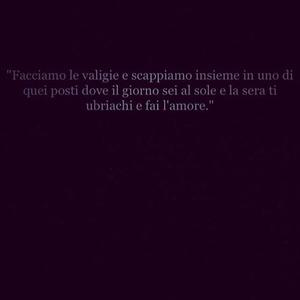 "Facciamo le valigie e scappiamo insieme in uno di
quei posti dove il giorno sei al sole e la sera ti
ubriachi e fai l'amore."